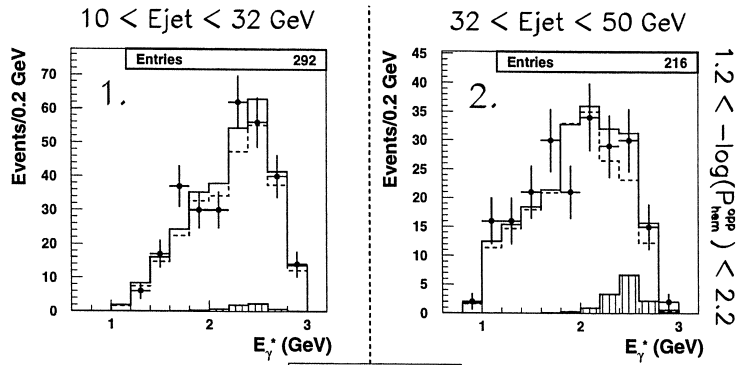 10 < Ejet < 32 GeV
32 < Ejet < 50 GeV
Entries 292
Entries 216
1.
2.
Events/0.2 GeV
70
60
50
40
30
20
10
0
1
2
3
E*γ (GeV)
Events/0.2 GeV
45
40
35
30
25
20
15
10
5
0
1
2
3
E*γ (GeV)
1.2 < -log(P^opp_hem) < 2.2